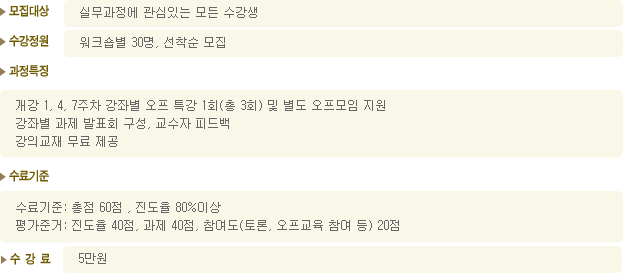 모집대상 실무과정에 관심있는 모든 수강생
수강정원 워크숍별 30명, 선착순 모집
과정특징
개강 1, 4, 7주차 강좌별 오프 특강 1회(총 3회) 및 별도 오프모임 지원
강좌별 과제 발표회 구성, 교수자 피드백
강의교재 무료 제공
수료기준
수료기준: 총점 60점 , 진도율 80%이상
평가준거: 진도율 40점, 과제 40점, 참여도(토론, 오프교육 참여 등) 20점
수 강 료 5만원